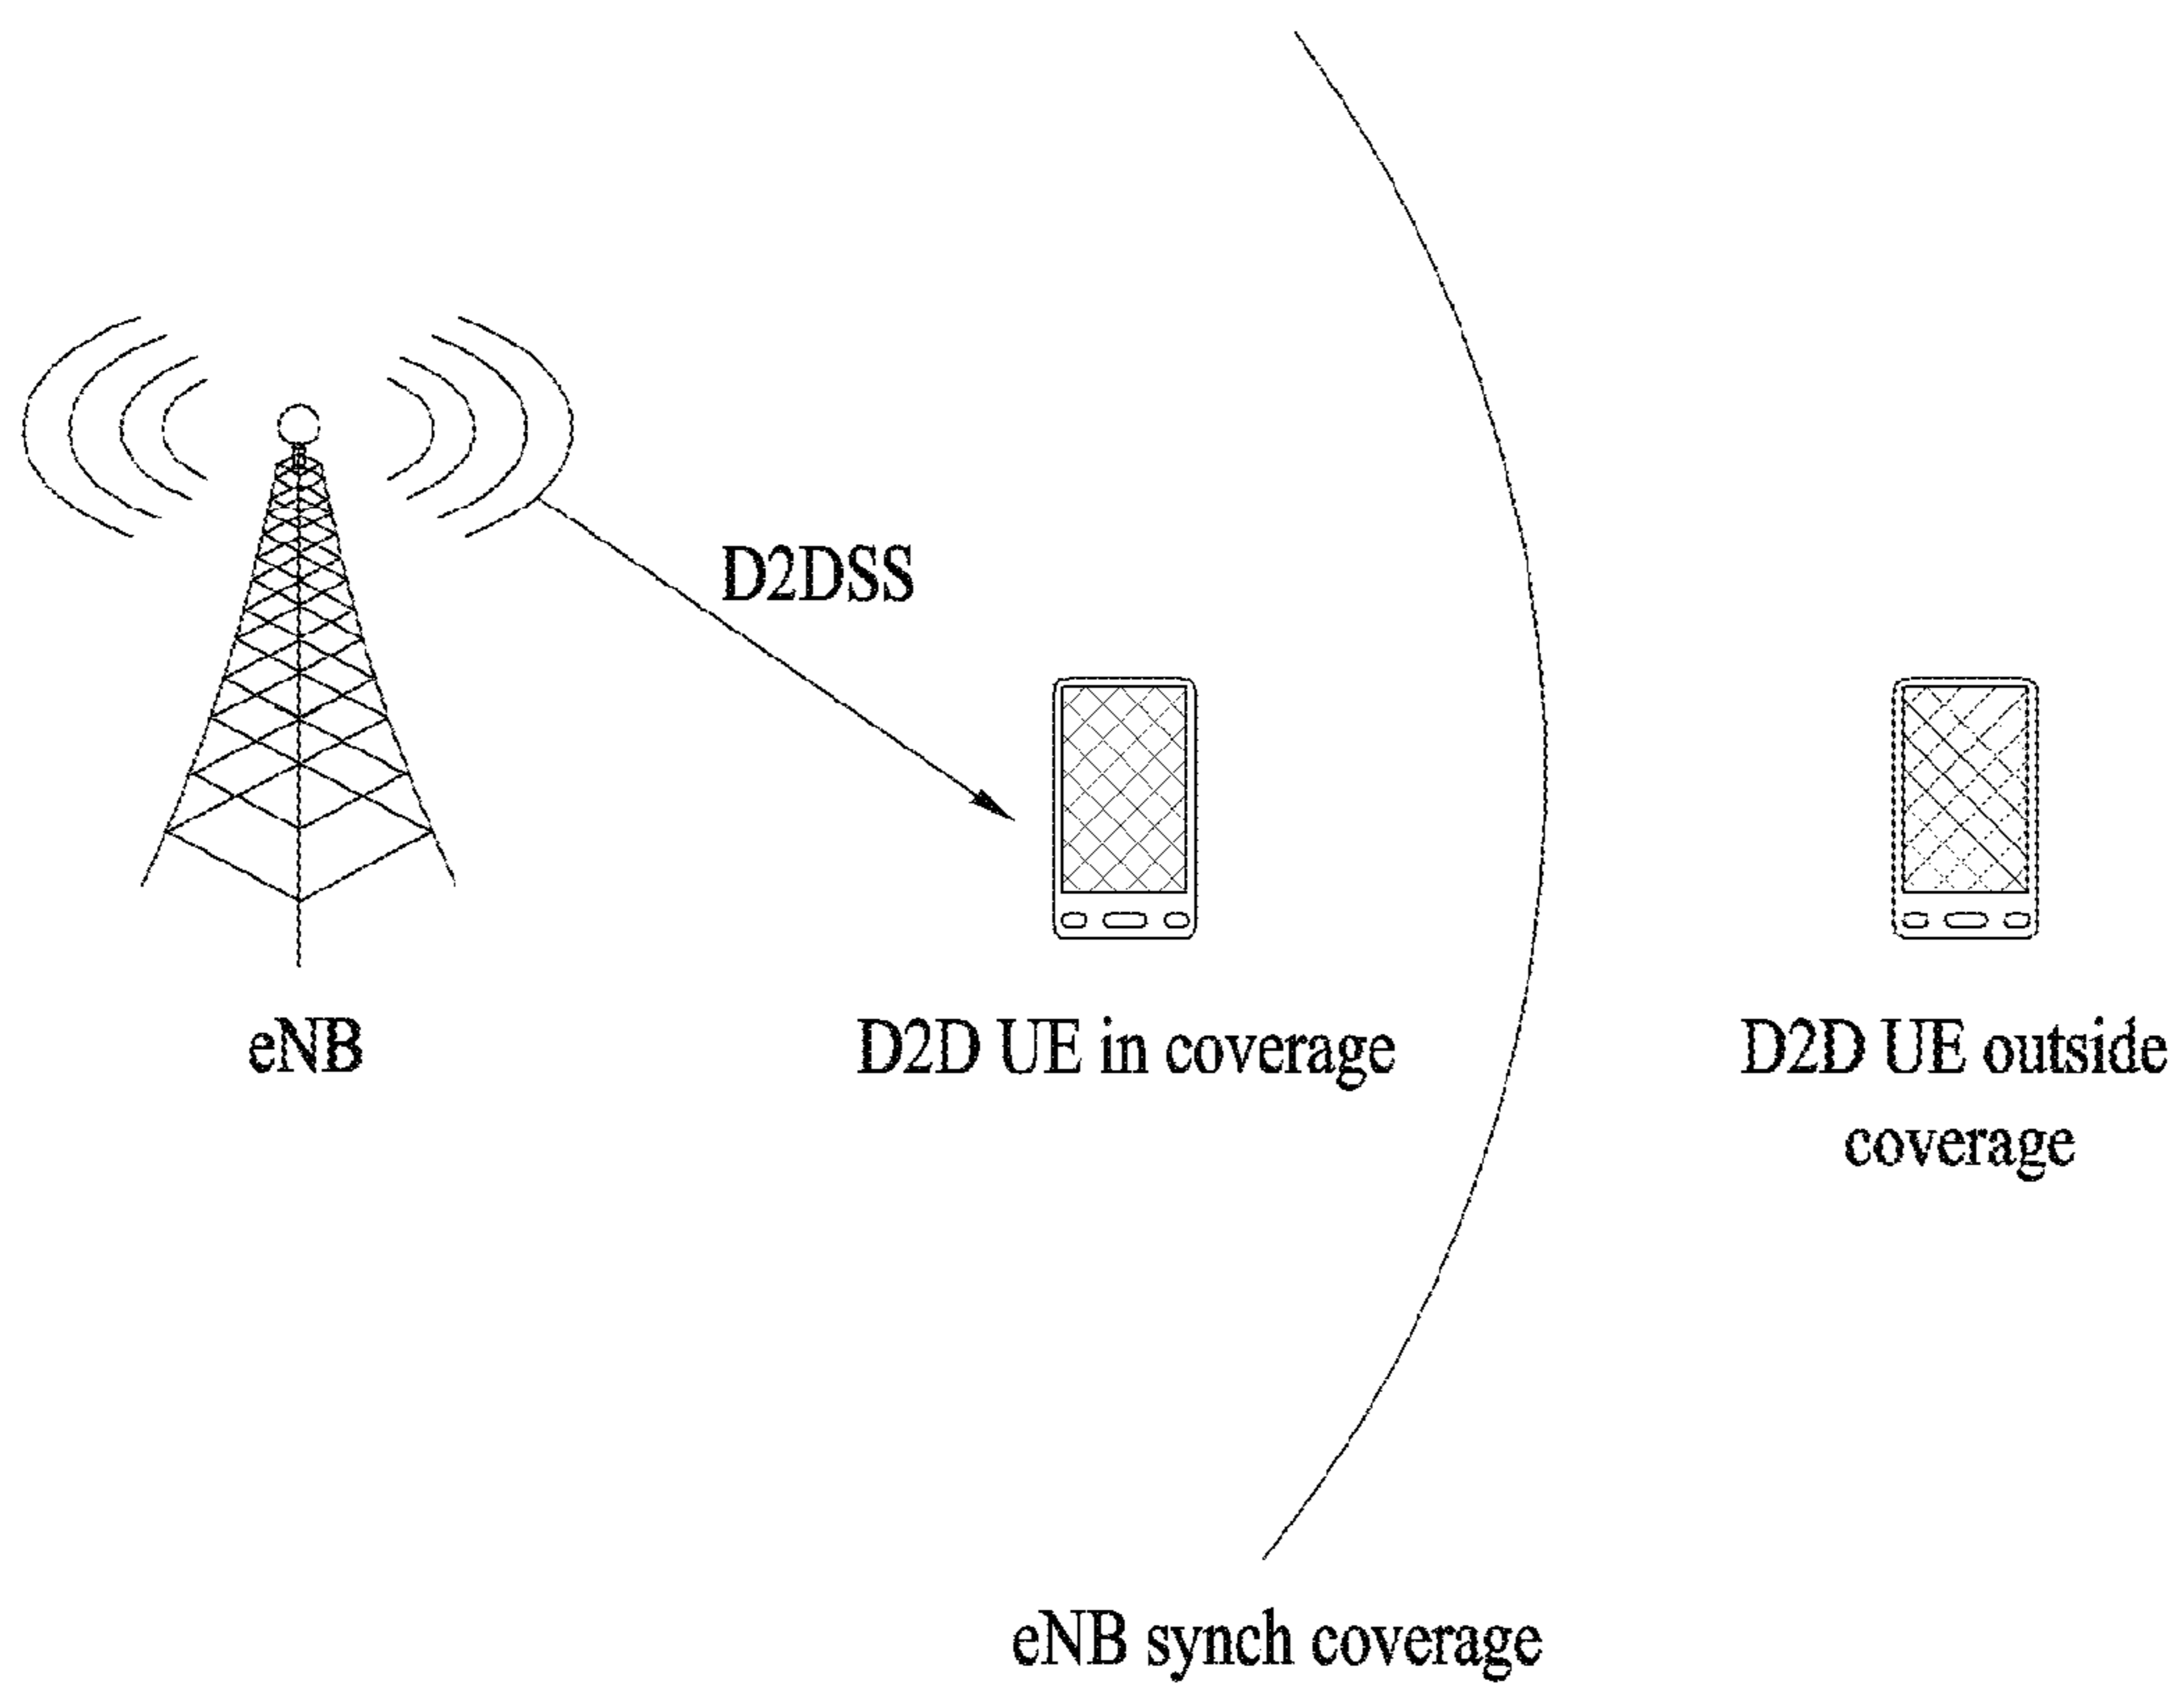 D2DSS
eNB
D2D UE in coverage
D2D UE outside
coverage
eNB synch coverage